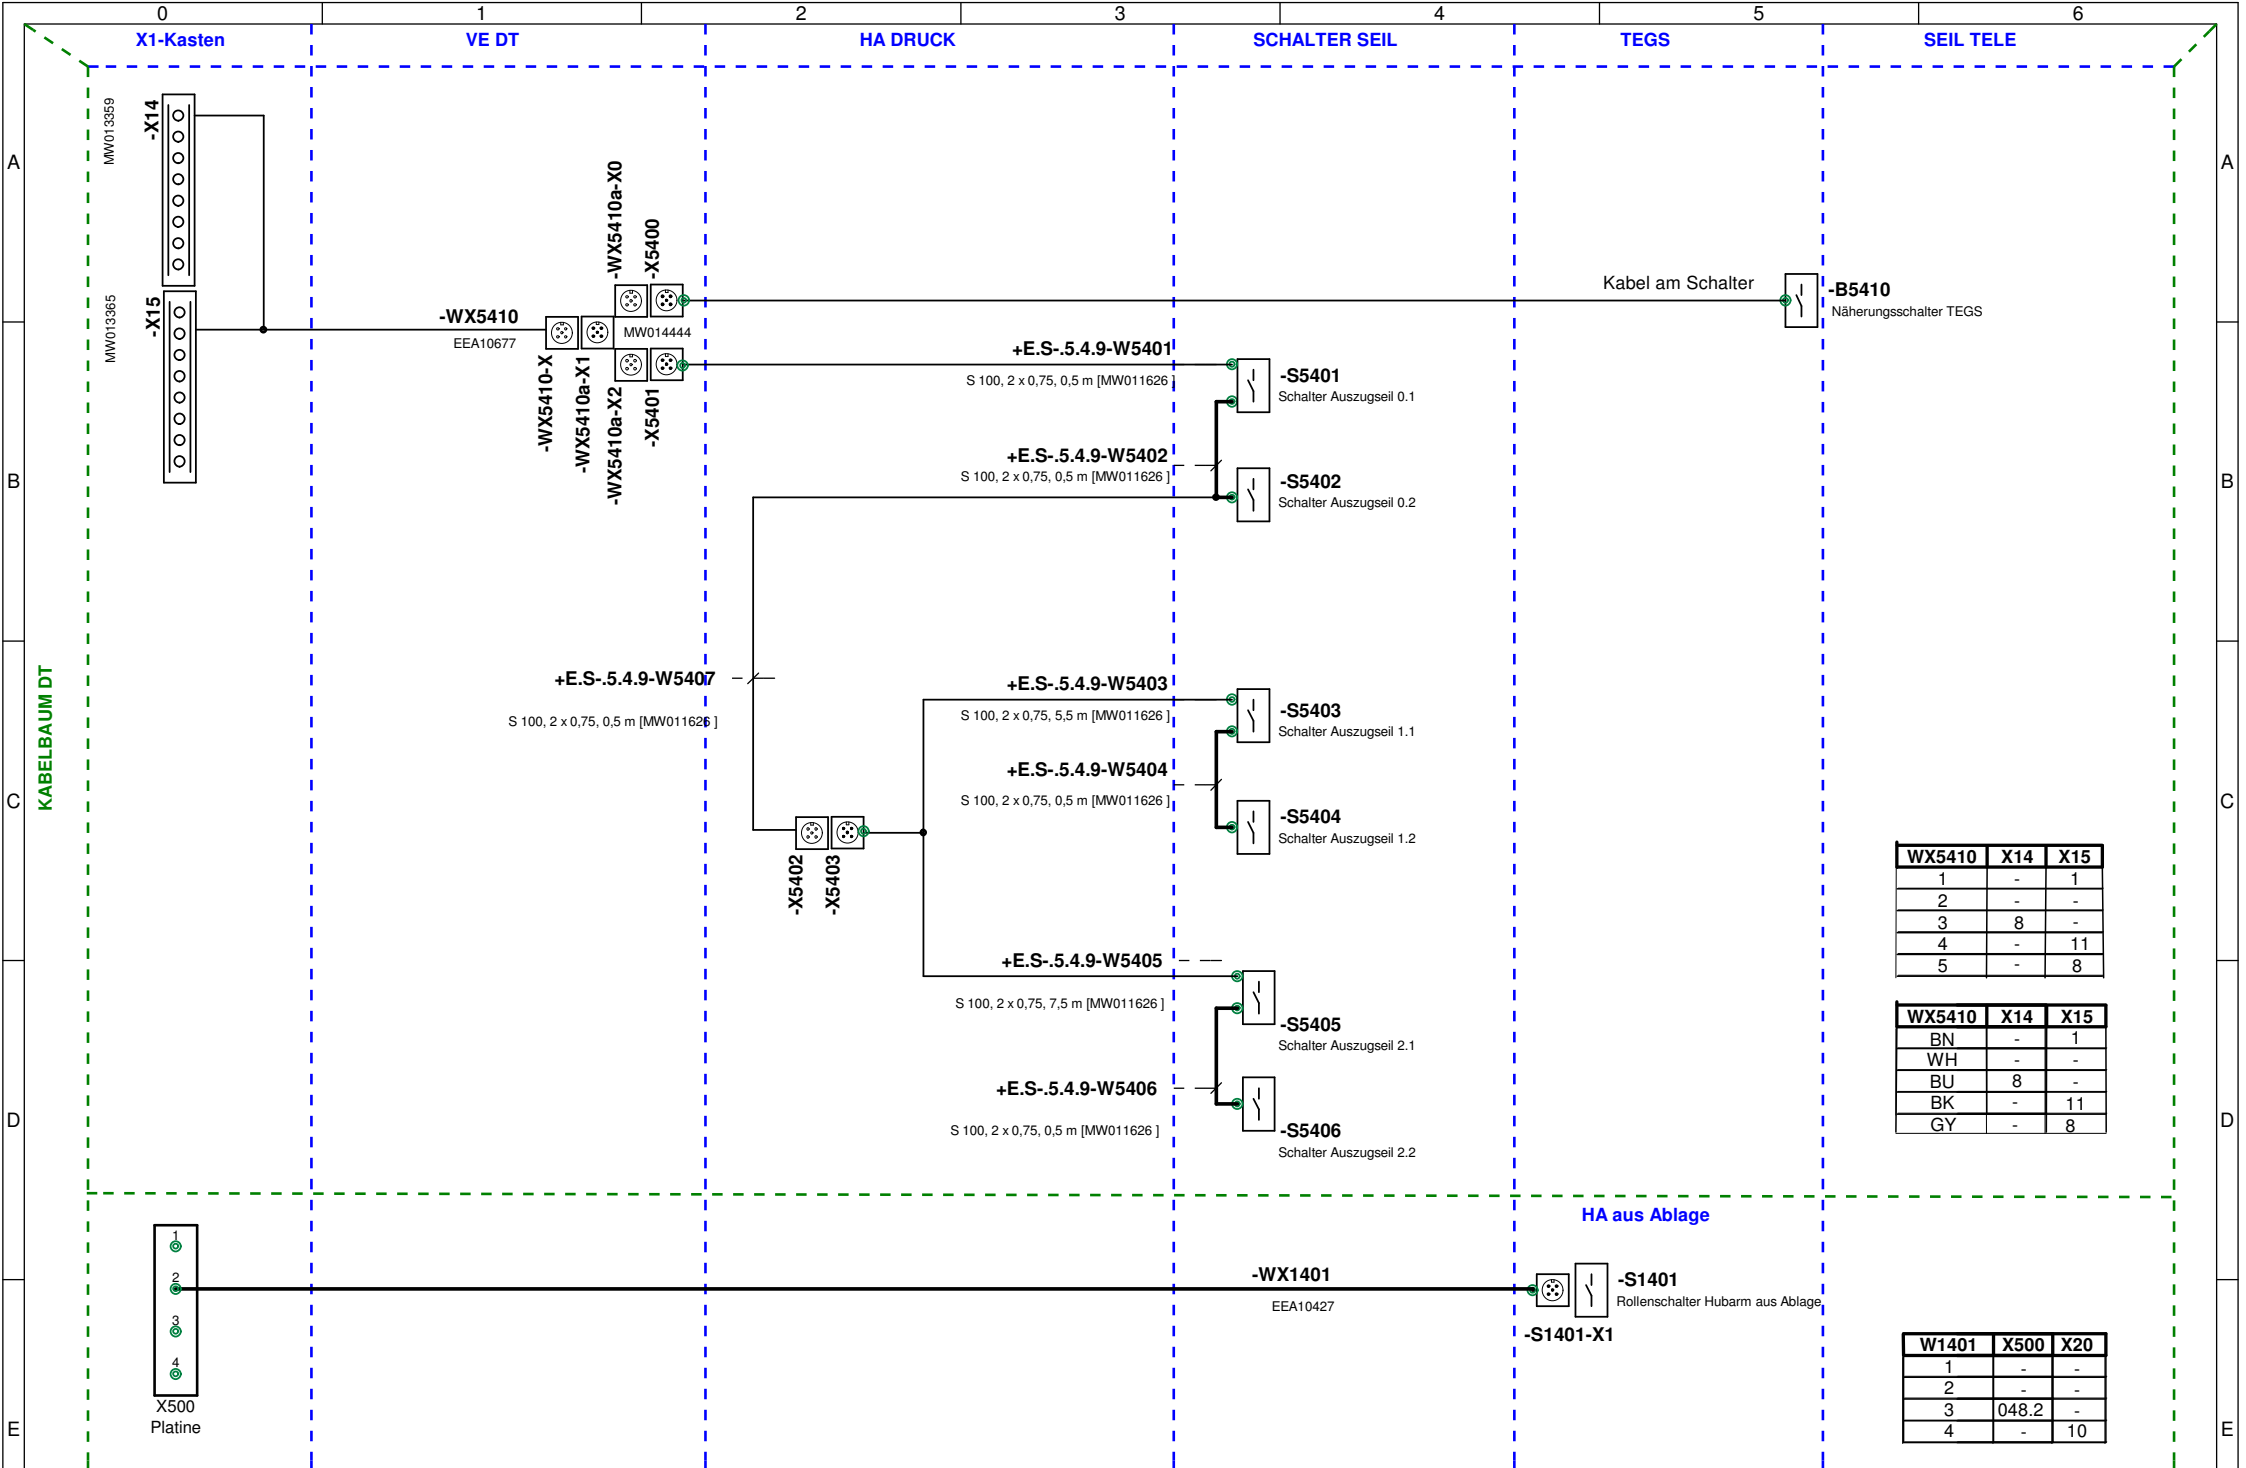 0 1 2 3 4 5 6
X1-Kasten VE DT HA DRUCK SCHALTER SEIL TEGS SEIL TELE
A
A
MW013359
-X14
MW013365
-X15
-WX5410a-X0
-X5400
Kabel am Schalter
-B5410
Näherungsschalter TEGS
-WX5410
EEA10677
MW014444
-WX5410-X
-WX5410a-X1
-WX5410a-X2
-X5401
+E.S-.5.4.9-W5401
S 100, 2 x 0,75, 0,5 m [MW011626 ]
-S5401
Schalter Auszugseil 0.1
B
B
+E.S-.5.4.9-W5402
S 100, 2 x 0,75, 0,5 m [MW011626 ]
-S5402
Schalter Auszugseil 0.2
KABELBAUM DT
+E.S-.5.4.9-W5407
S 100, 2 x 0,75, 0,5 m [MW011626 ]
+E.S-.5.4.9-W5403
S 100, 2 x 0,75, 5,5 m [MW011626 ]
-S5403
Schalter Auszugseil 1.1
C
C
+E.S-.5.4.9-W5404
S 100, 2 x 0,75, 0,5 m [MW011626 ]
-S5404
Schalter Auszugseil 1.2
-X5402
-X5403
WX5410 X14 X15
1 - 1
2 - -
3 8 -
4 - 11
5 - 8
+E.S-.5.4.9-W5405
S 100, 2 x 0,75, 7,5 m [MW011626 ]
-S5405
Schalter Auszugseil 2.1
WX5410 X14 X15
BN - 1
WH - -
BU 8 -
BK - 11
GY - 8
D
D
+E.S-.5.4.9-W5406
S 100, 2 x 0,75, 0,5 m [MW011626 ]
-S5406
Schalter Auszugseil 2.2
HA aus Ablage
1
2
3
4
X500
Platine
-WX1401
EEA10427
-S1401
Rollenschalter Hubarm aus Ablage
-S1401-X1
W1401 X500 X20
1 - -
2 - -
3 048.2 -
4 - 10
E
E